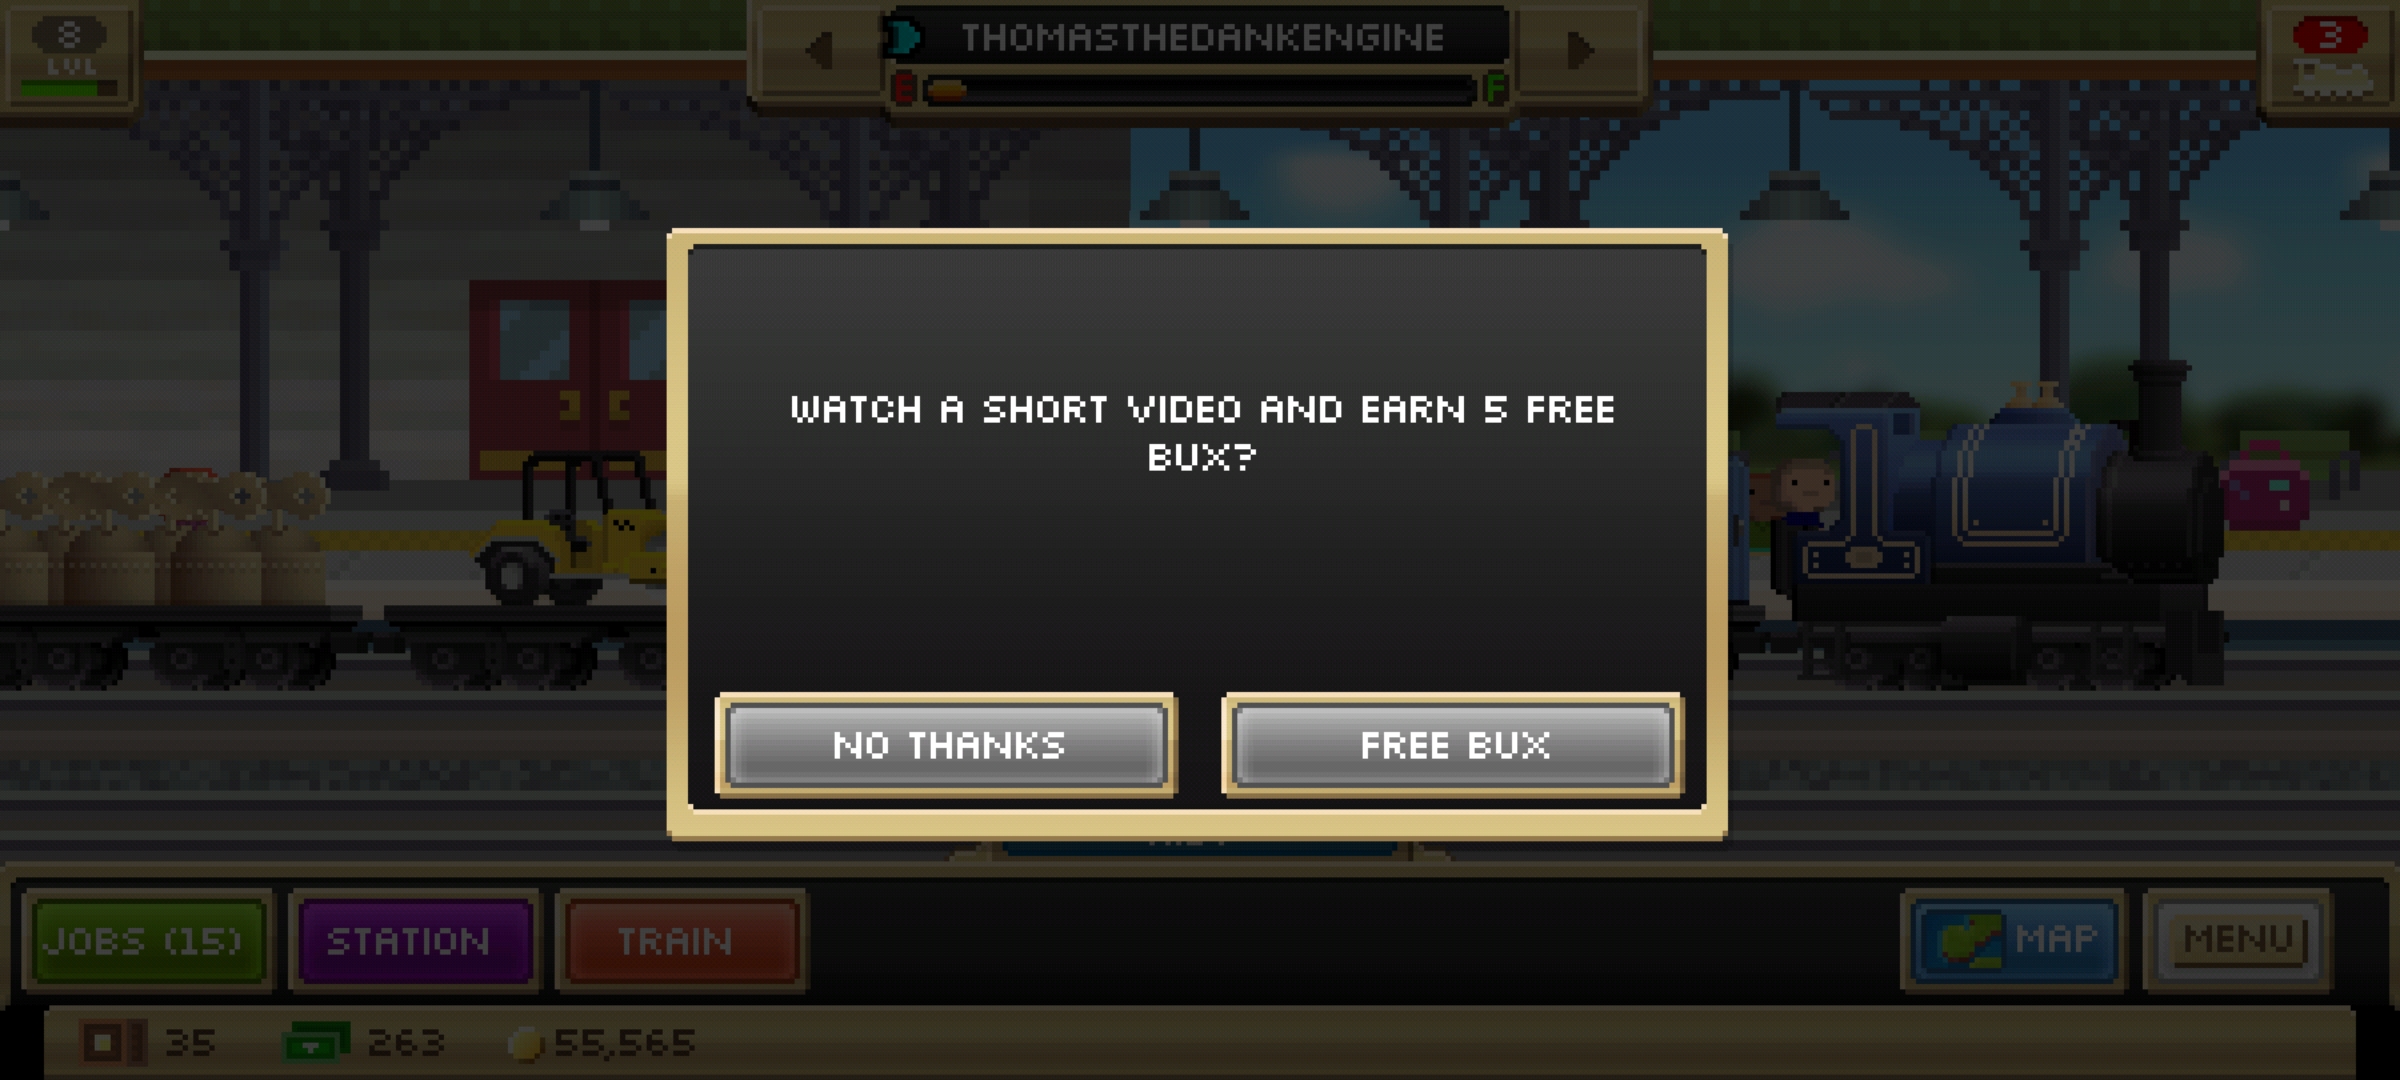 8
LVL
THOMASTHEDANKENGINE
E F
3
WATCH A SHORT VIDEO AND EARN 5 FREE
BUX?
NO THANKS
FREE BUX
JOBS (15)
STATION
TRAIN
MAP
MENU
35
263
55,565